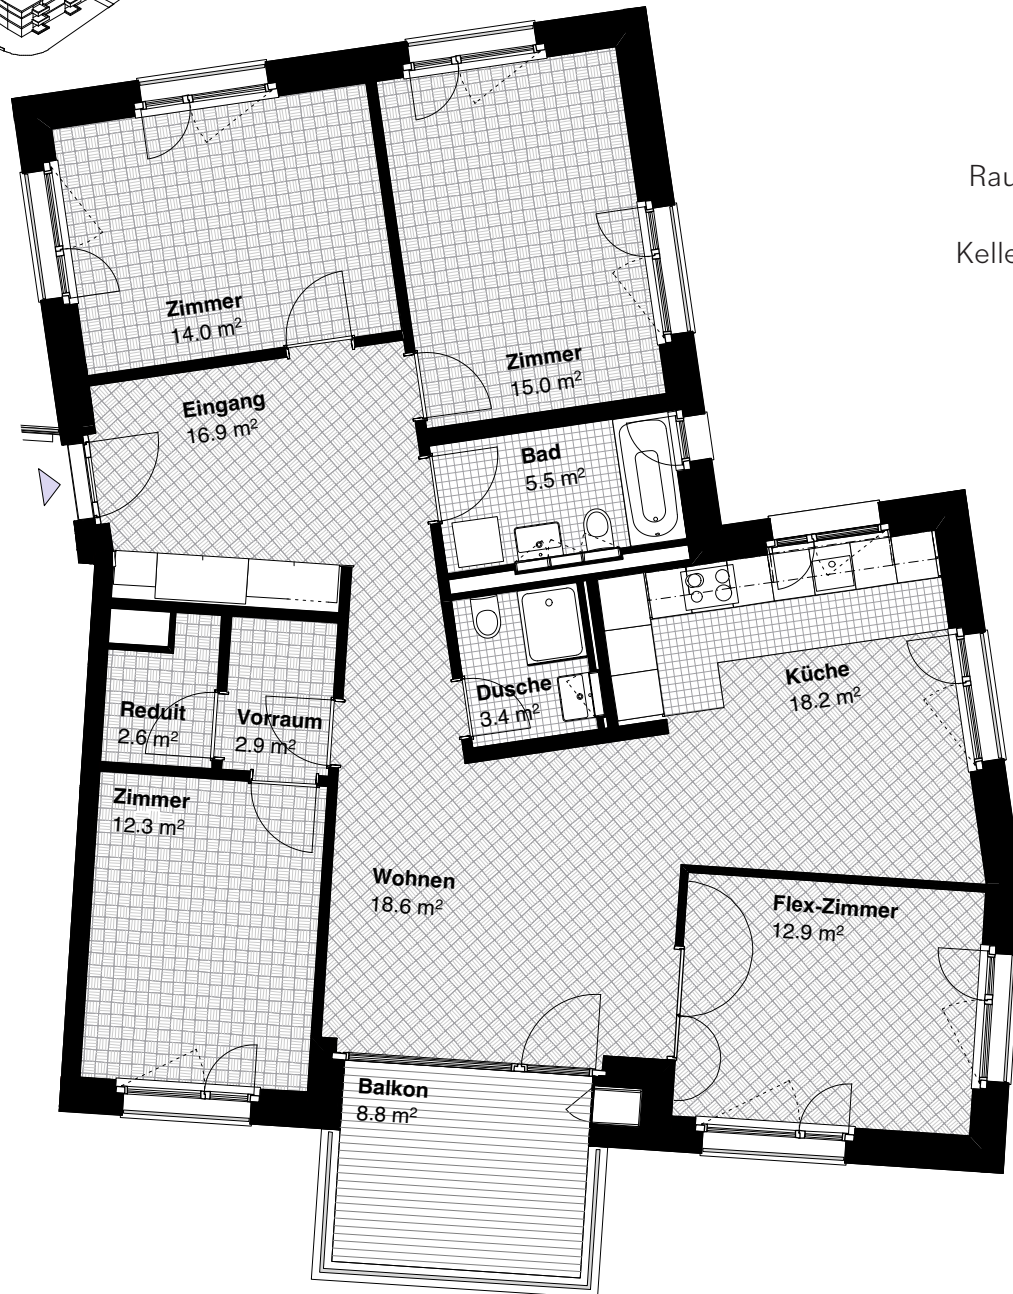 Rau
Kelle
Zimmer
14.0 m²
Zimmer
15.0 m²
Eingang
16.9 m²
Bad
5.5 m²
Küche
18.2 m²
Dusche
3.4 m²
Reduit
2.6 m²
Vorraum
2.9 m²
Zimmer
12.3 m²
Wohnen
18.6 m²
Flex-Zimmer
12.9 m²
Balkon
8.8 m²